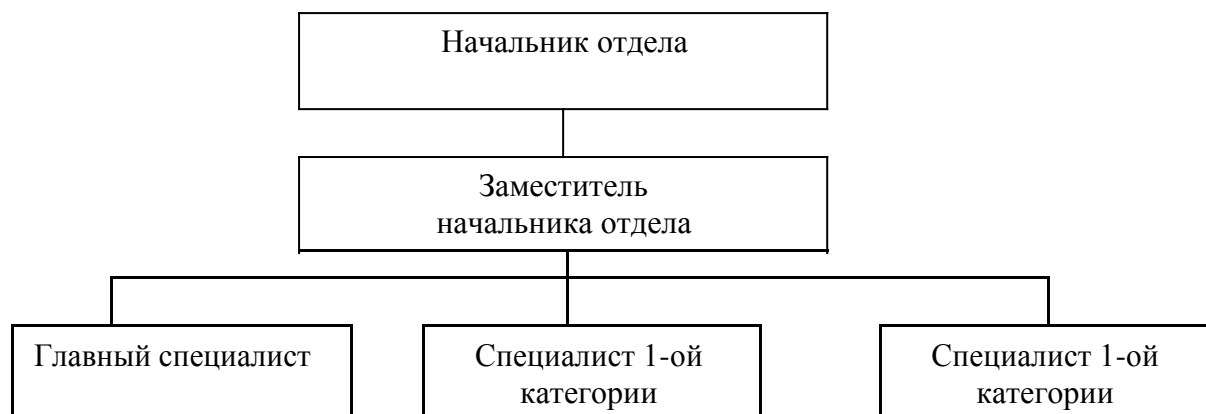 Начальник отдела
Заместитель
начальника отдела
Главный специалист
Специалист 1-ой
категории
Специалист 1-ой
категории